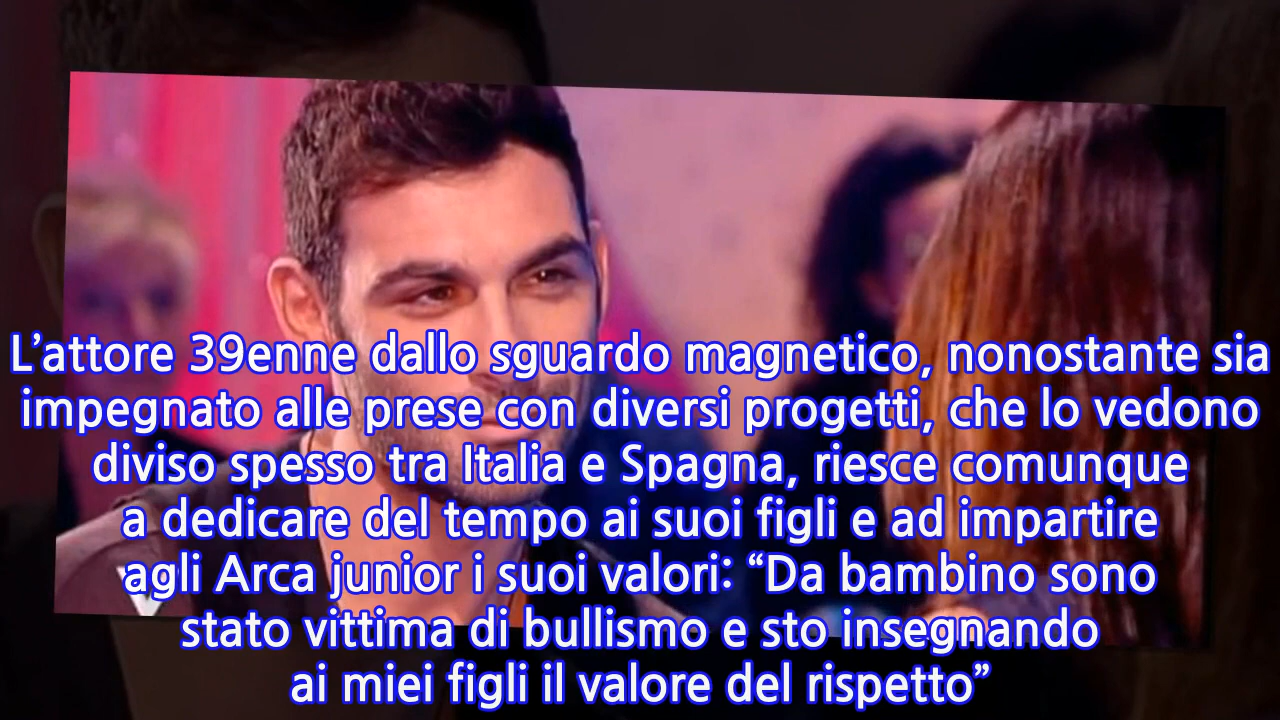 L’attore 39enne dallo sguardo magnetico, nonostante sia
impegnato alle prese con diversi progetti, che lo vedono
diviso spesso tra Italia e Spagna, riesce comunque
a dedicare del tempo ai suoi figli e ad impartire
agli Arca junior i suoi valori: “Da bambino sono
stato vittima di bullismo e sto insegnando
ai miei figli il valore del rispetto”